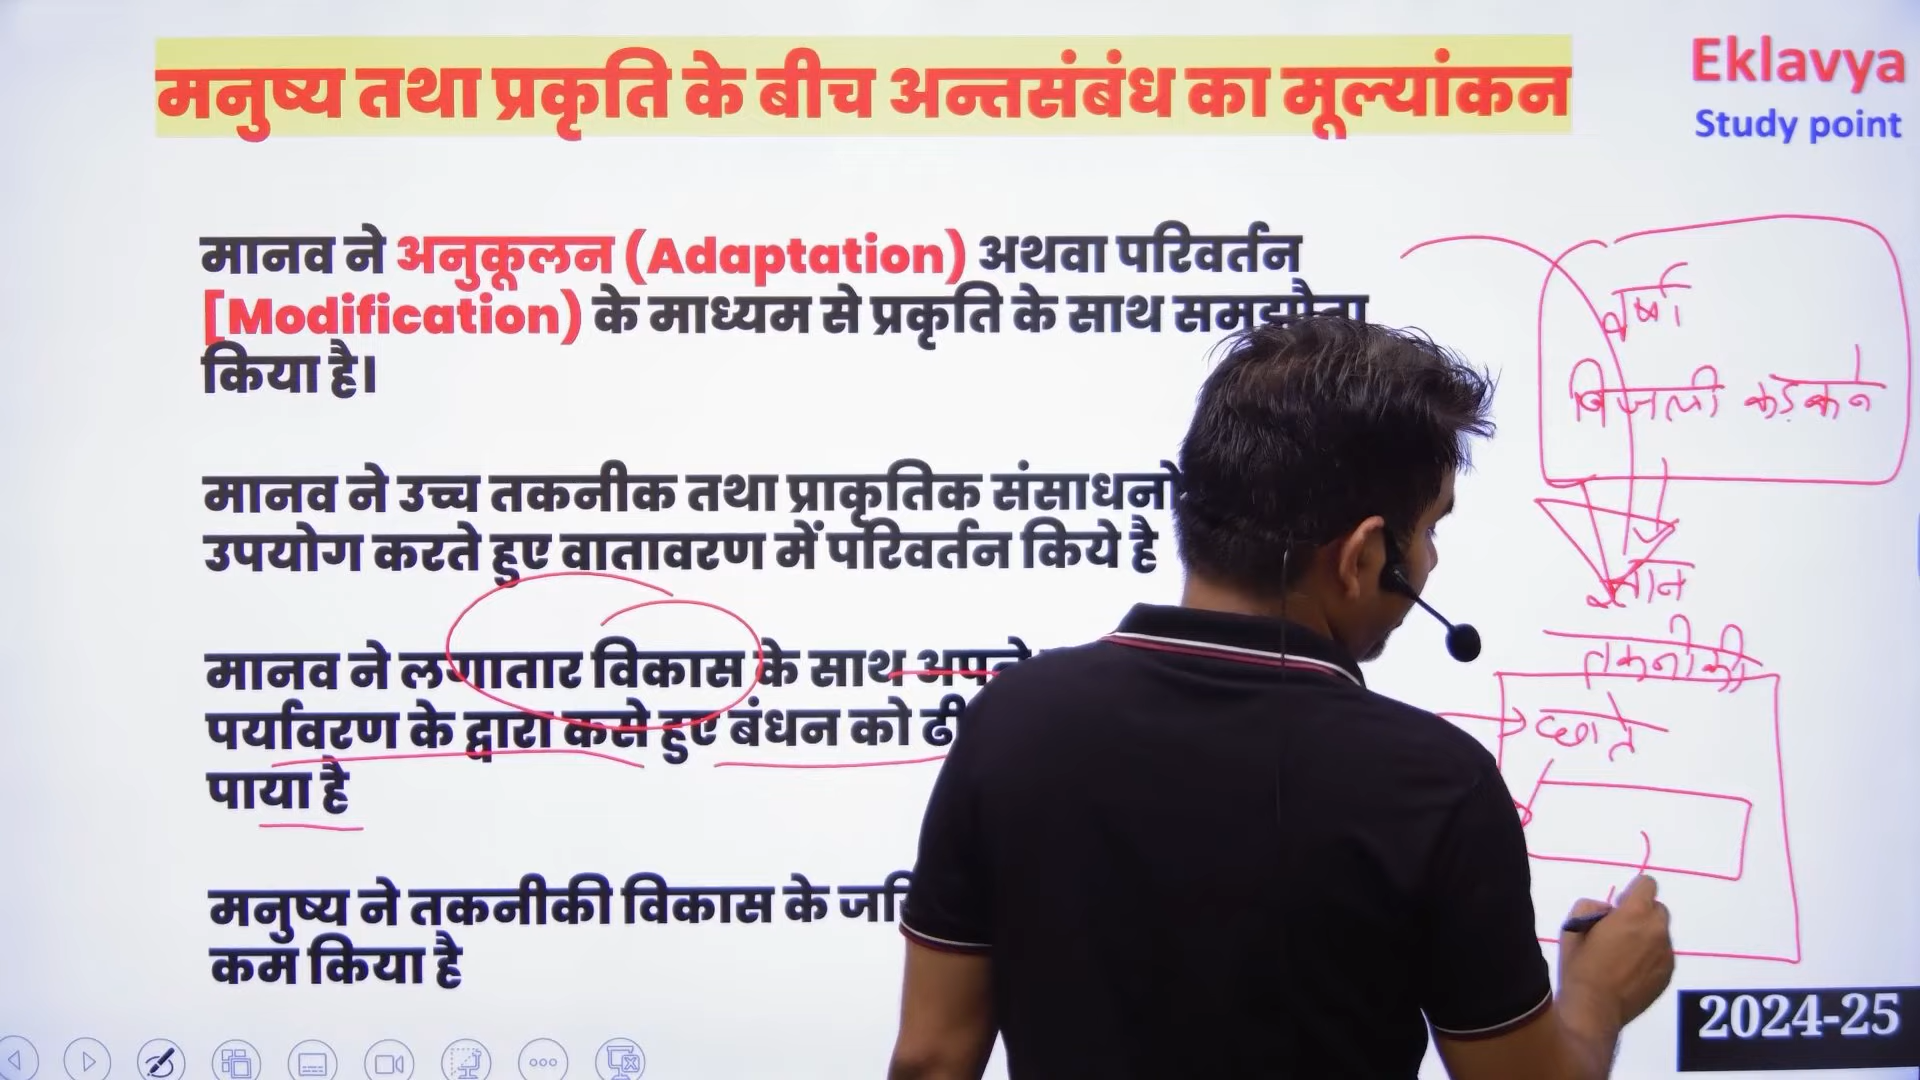 मनुष्य तथा प्रकृति के बीच अन्तसंबंध का मूल्यांकन
Eklavya
Study point
मानव ने अनुकूलन (Adaptation) अथवा परिवर्तन
[Modification) के माध्यम से प्रकृति के साथ समझौता
किया है।
मानव ने उच्च तकनीक तथा प्राकृतिक संसाधनो
उपयोग करते हुए वातावरण में परिवर्तन किये है
मानव ने लगातार विकास के साथ अपने
पर्यावरण के द्वारा कसे हुए बंधन को
पाया है
मनुष्य ने तकनीकी विकास के
कम किया है
वर्षा
बिजली कड़कने
ज्ञान
तकनीकी
छाते
2024-25